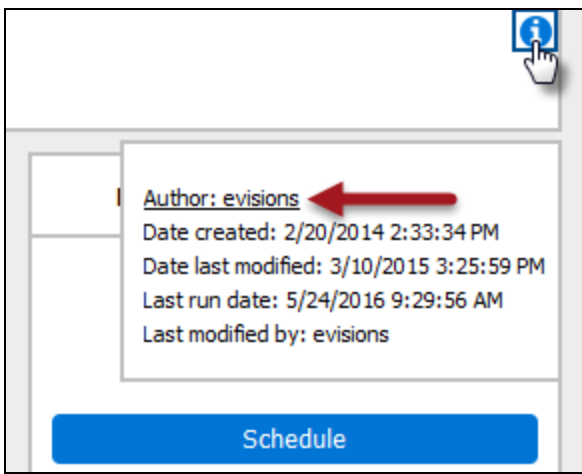 Author: evisions
Date created: 2/20/2014 2:33:34 PM
Date last modified: 3/10/2015 3:25:59 PM
Last run date: 5/24/2016 9:29:56 AM
Last modified by: evisions
Schedule